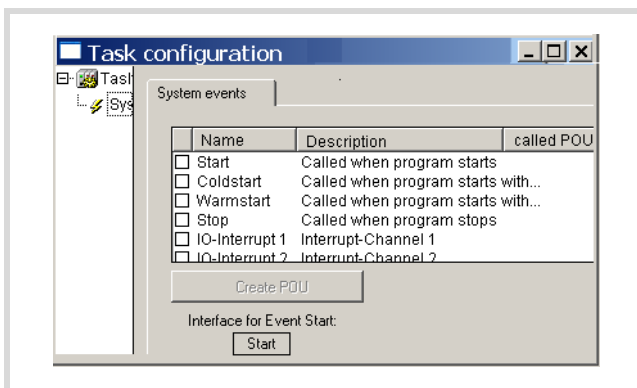 Task configuration
Task
Sys
System events
Name Description called POU
Start Called when program starts
Coldstart Called when program starts with...
Warmstart Called when program starts with...
Stop Called when program stops
IO-Interrupt 1 Interrupt-Channel 1
IO-Interrupt 2 Interrupt-Channel 2
Create POU
Interface for Event Start:
Start